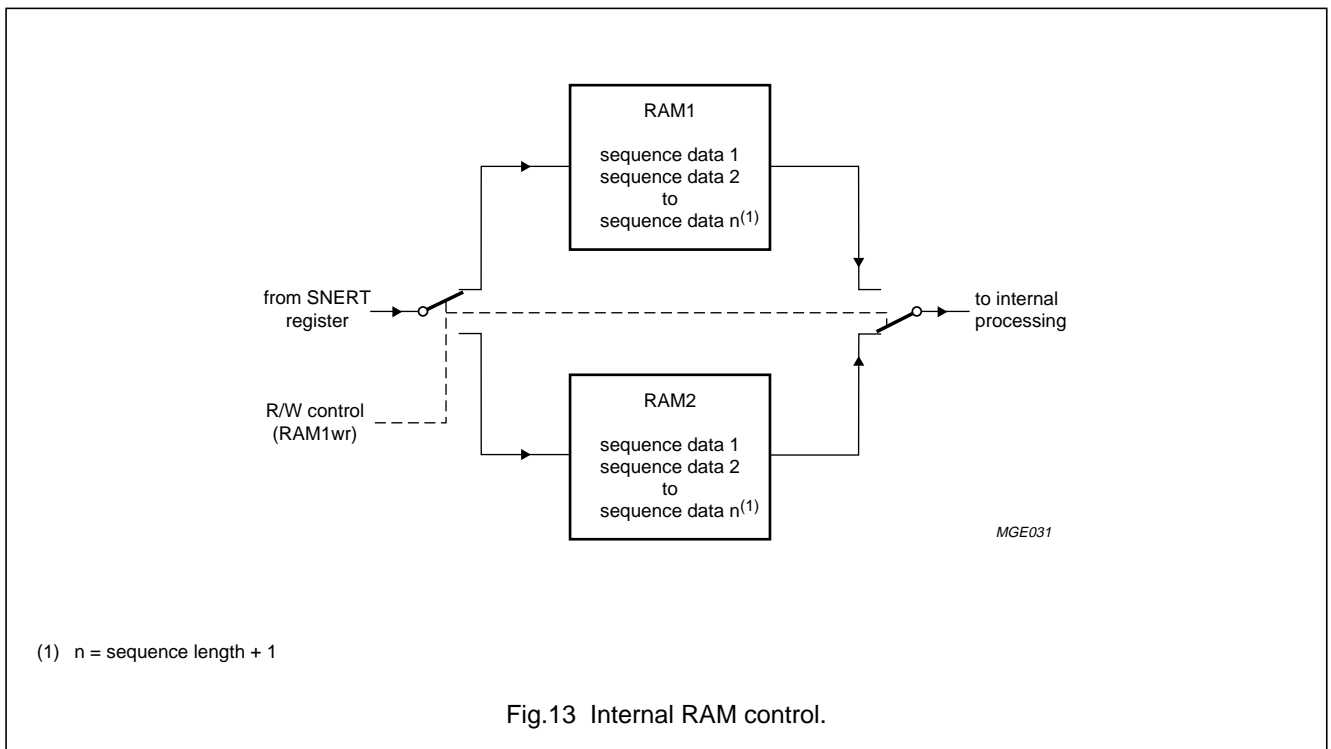 RAM1
sequence data 1
sequence data 2
to
sequence data n(1)
from SNERT
register
to internal
processing
R/W control
(RAM1wr)
RAM2
sequence data 1
sequence data 2
to
sequence data n(1)
MGE031
(1) n = sequence length + 1
Fig.13 Internal RAM control.